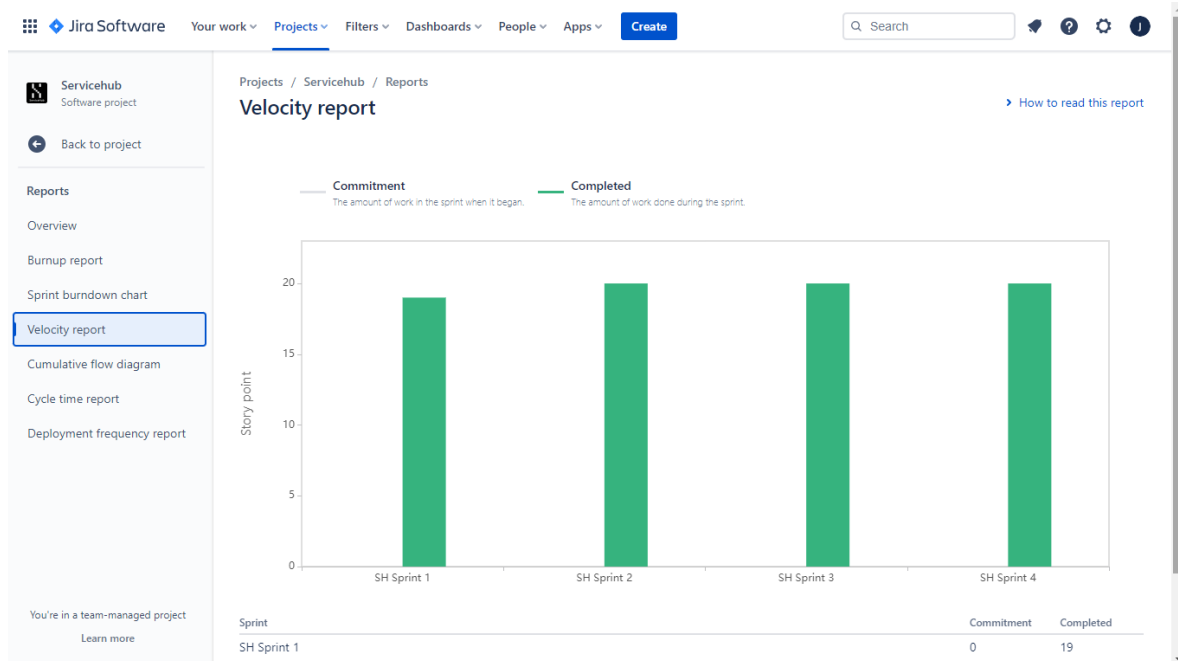 Jira Software Your work Projects Filters Dashboards People Apps Create Search J
Servicehub
Software project
Back to project
Reports
Overview
Burnup report
Sprint burndown chart
Velocity report
Cumulative flow diagram
Cycle time report
Deployment frequency report
You're in a team-managed project
Learn more
Projects / Servicehub / Reports
Velocity report
How to read this report
Commitment Completed
The amount of work in the sprint when it began. The amount of work done during the sprint.
Story point
20
15
10
5
0
SH Sprint 1 SH Sprint 2 SH Sprint 3 SH Sprint 4
Sprint Commitment Completed
SH Sprint 1 0 19